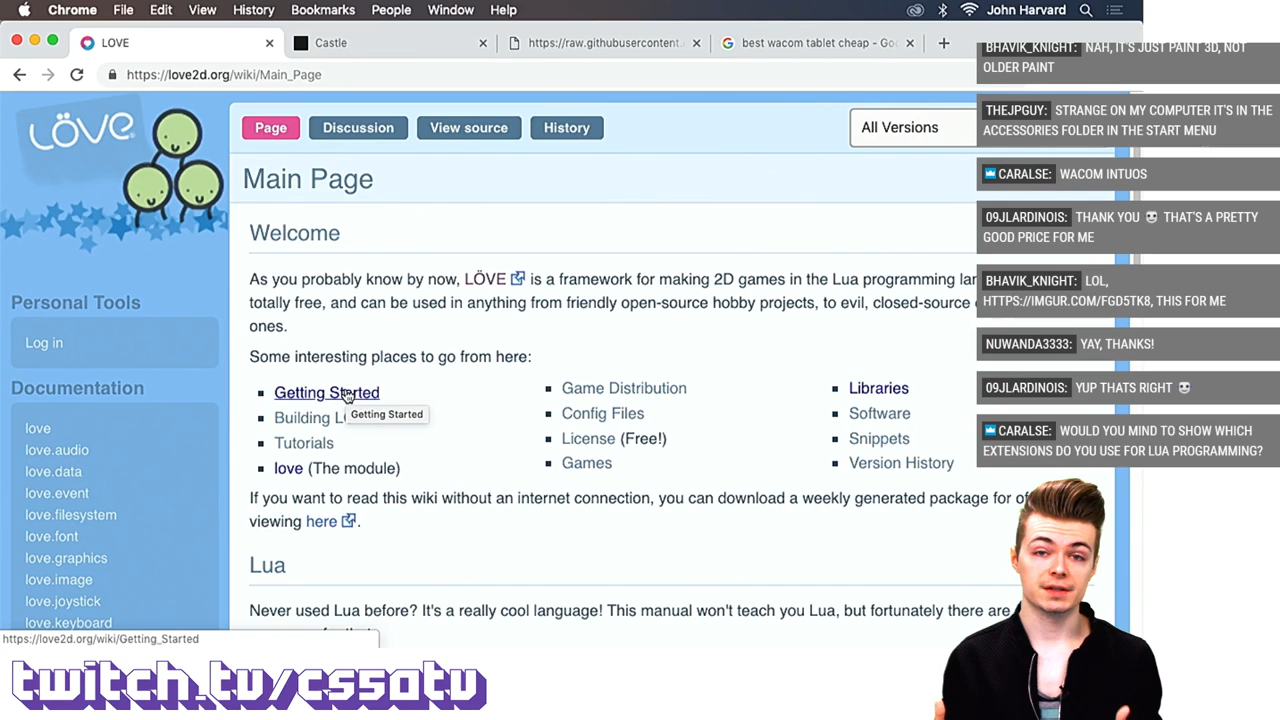 Chrome File Edit View History Bookmarks People Window Help John Harvard
LOVE Castle https://raw.githubusercontent. best wacom tablet cheap - Goo
https://love2d.org/wiki/Main_Page
LÖVE
Page Discussion View source History All Versions
Main Page
Welcome
As you probably know by now, LÖVE is a framework for making 2D games in the Lua programming
totally free, and can be used in anything from friendly open-source hobby projects, to evil, closed-source
ones.
Some interesting places to go from here:
Getting Started
Building L
Tutorials
love (The module)
Getting Started
Game Distribution
Config Files
License (Free!)
Games
Libraries
Software
Snippets
Version History
If you want to read this wiki without an internet connection, you can download a weekly generated package for
viewing here.
Lua
Never used Lua before? It's a really cool language! This manual won't teach you Lua, but fortunately there are
Personal Tools
Log in
Documentation
love
love.audio
love.data
love.event
love.filesystem
love.font
love.graphics
love.image
love.joystick
love.keyboard
https://love2d.org/wiki/Getting_Started
BHAVIK_KNIGHT: NAH, IT'S JUST PAINT 3D, NOT
OLDER PAINT
THEJPGUY: STRANGE ON MY COMPUTER IT'S IN THE
ACCESSORIES FOLDER IN THE START MENU
CARALSE: WACOM INTUOS
09JLARDINOIS: THANK YOU THAT'S A PRETTY
GOOD PRICE FOR ME
BHAVIK_KNIGHT: LOL,
HTTPS://IMGUR.COM/FGD5TK8, THIS FOR ME
NUWANDA3333: YAY, THANKS!
09JLARDINOIS: YUP THATS RIGHT
CARALSE: WOULD YOU MIND TO SHOW WHICH
EXTENSIONS DO YOU USE FOR LUA PROGRAMMING?
twitch.tv/cs50tv